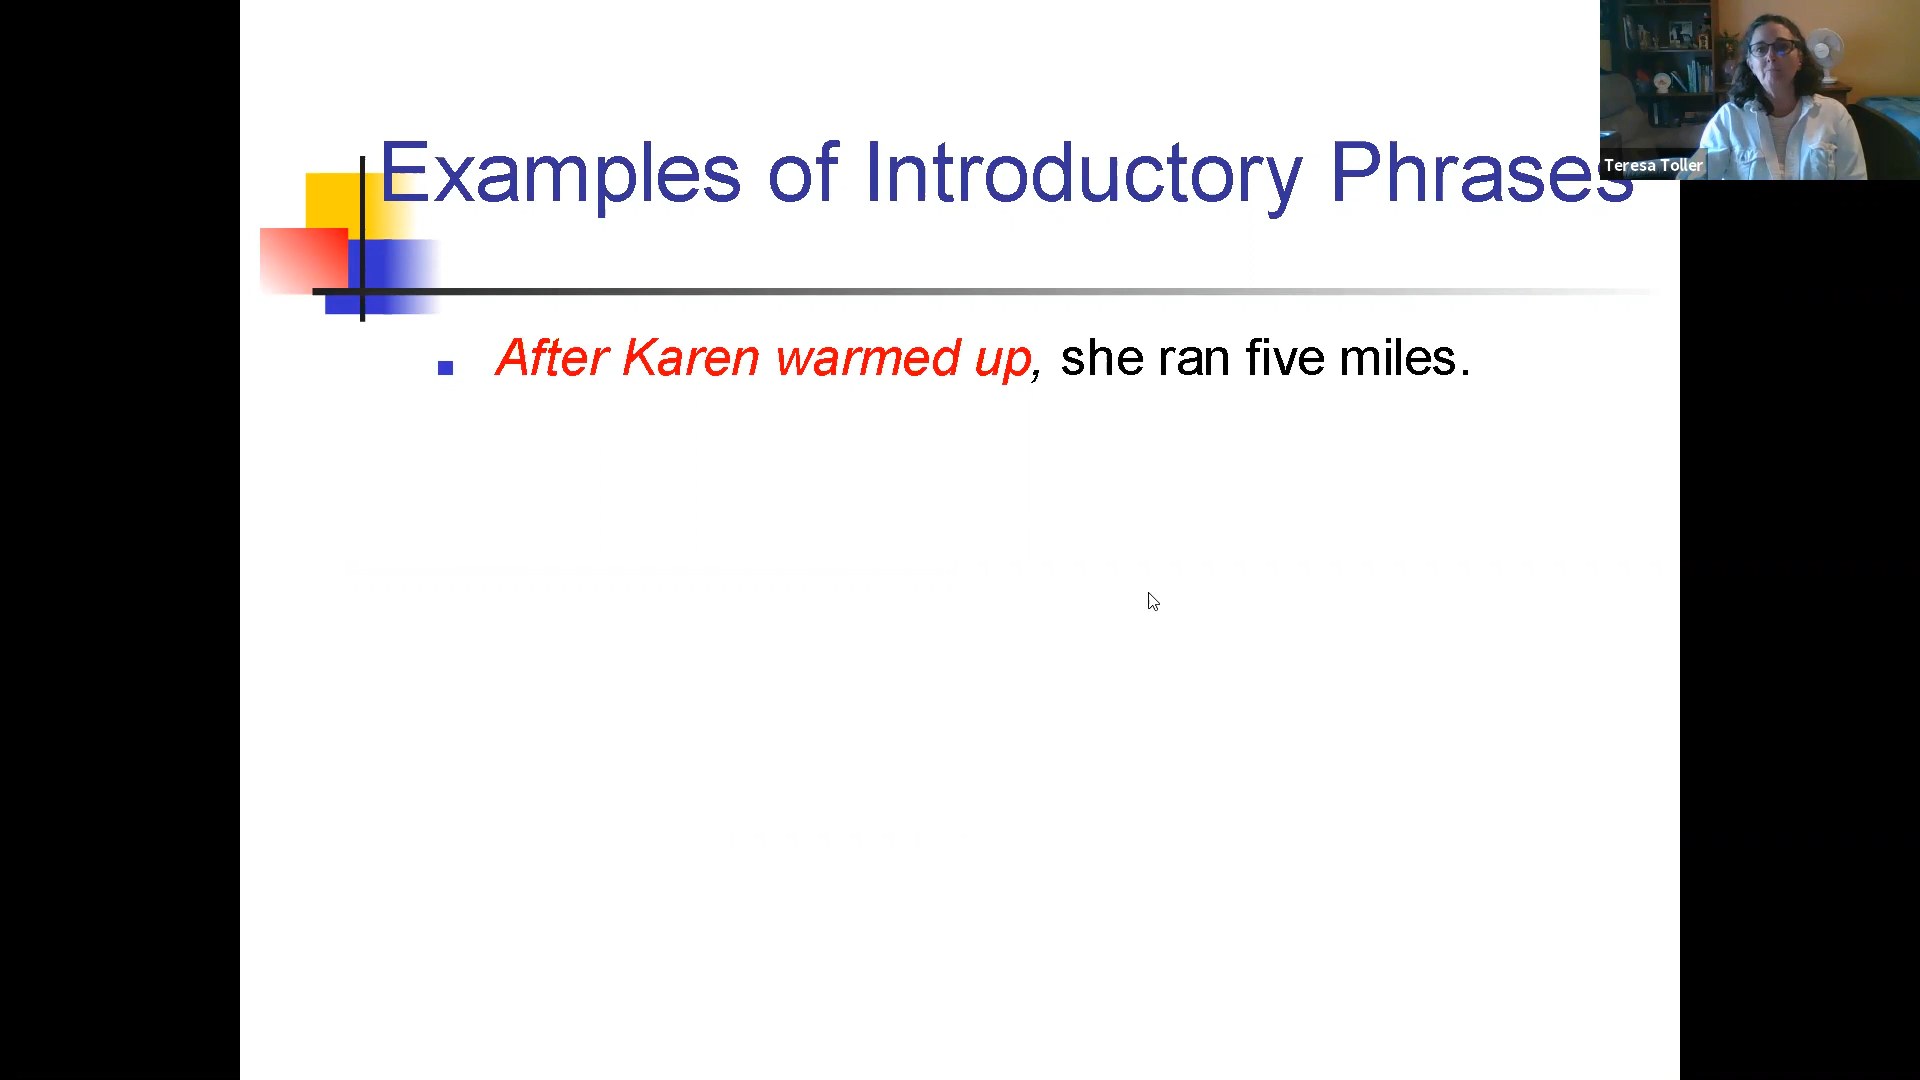 Examples of Introductory Phrases
Teresa Toller
After Karen warmed up, she ran five miles.